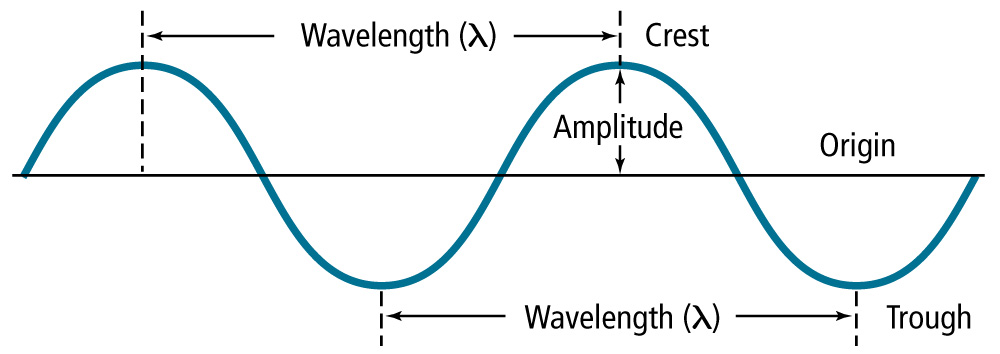 Wavelength (λ)
Crest
Amplitude
Origin
Wavelength (λ)
Trough